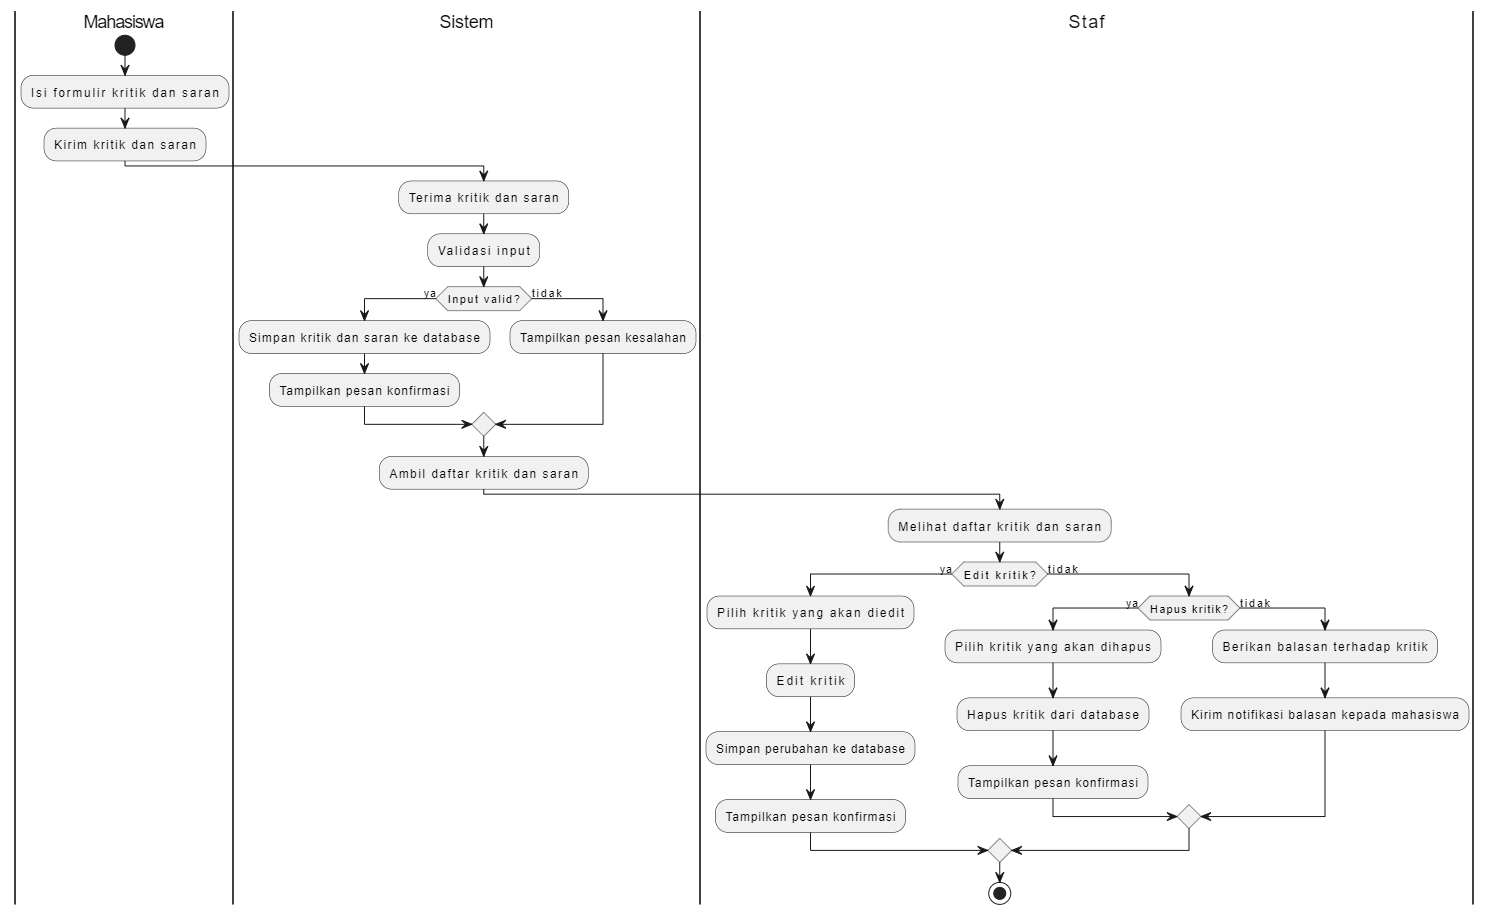 Mahasiswa
Sistem
Staf
Isi formulir kritik dan saran
Kirim kritik dan saran
Terima kritik dan saran
Validasi input
ya
Input valid?
tidak
Simpan kritik dan saran ke database
Tampilkan pesan kesalahan
Tampilkan pesan konfirmasi
Ambil daftar kritik dan saran
Melihat daftar kritik dan saran
ya
Edit kritik?
tidak
Pilih kritik yang akan diedit
ya
Hapus kritik?
tidak
Pilih kritik yang akan dihapus
Berikan balasan terhadap kritik
Edit kritik
Hapus kritik dari database
Kirim notifikasi balasan kepada mahasiswa
Simpan perubahan ke database
Tampilkan pesan konfirmasi
Tampilkan pesan konfirmasi